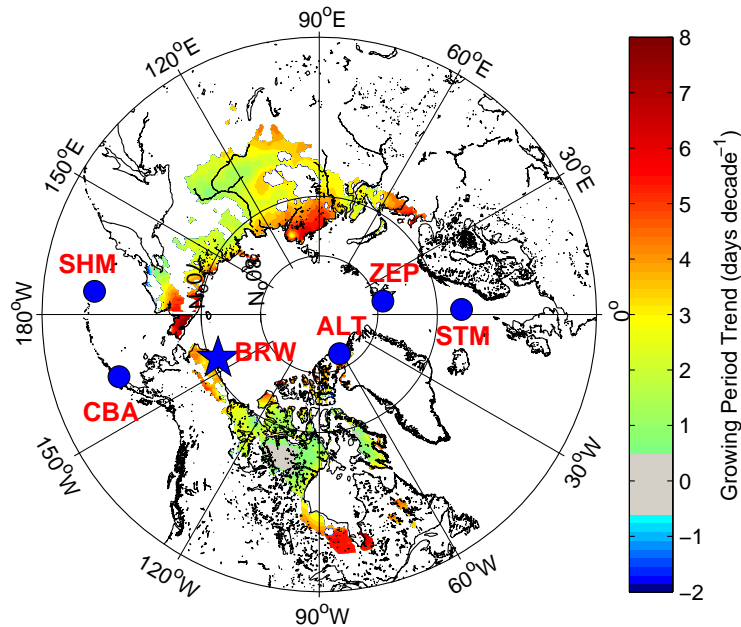 90°E
120°E
60°E
150°E
30°E
180°W
0°
150°W
30°W
120°W
60°W
90°W
80°N
70°N
SHM
ZEP
ALT
STM
BRW
CBA
8
7
6
5
4
3
2
1
0
−1
−2
Growing Period Trend (days decade⁻¹)